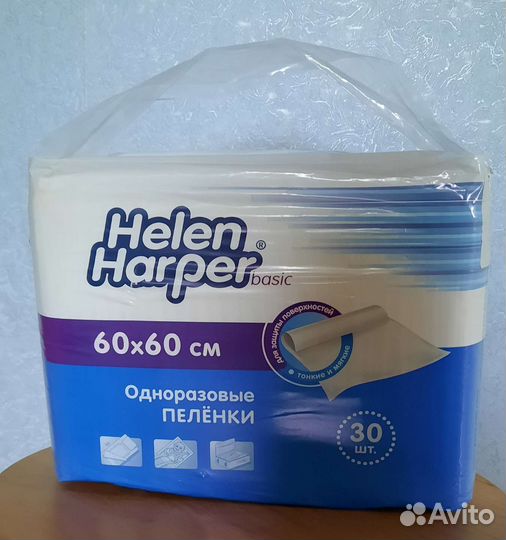 Helen
Harper®
basic
60x60 см
для защиты поверхностей
тонкие и мягкие
Одноразовые
ПЕЛЁНКИ
30
шт.
Avito